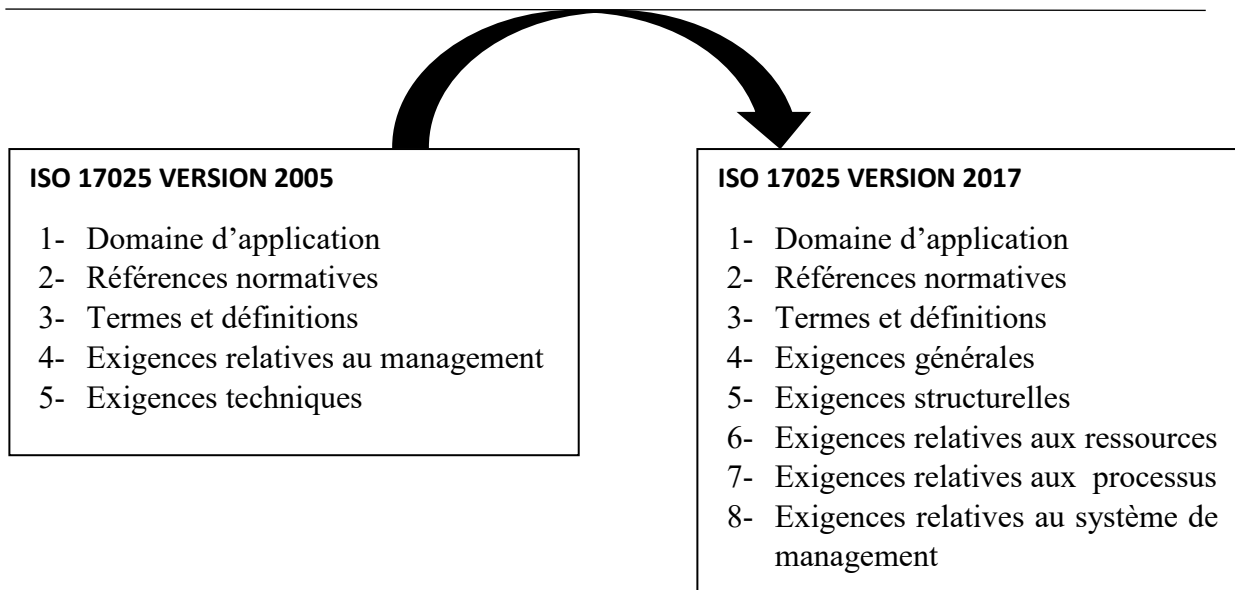 ISO 17025 VERSION 2005
1- Domaine d’application
2- Références normatives
3- Termes et définitions
4- Exigences relatives au management
5- Exigences techniques
ISO 17025 VERSION 2017
1- Domaine d’application
2- Références normatives
3- Termes et définitions
4- Exigences générales
5- Exigences structurelles
6- Exigences relatives aux ressources
7- Exigences relatives aux processus
8- Exigences relatives au système de
management